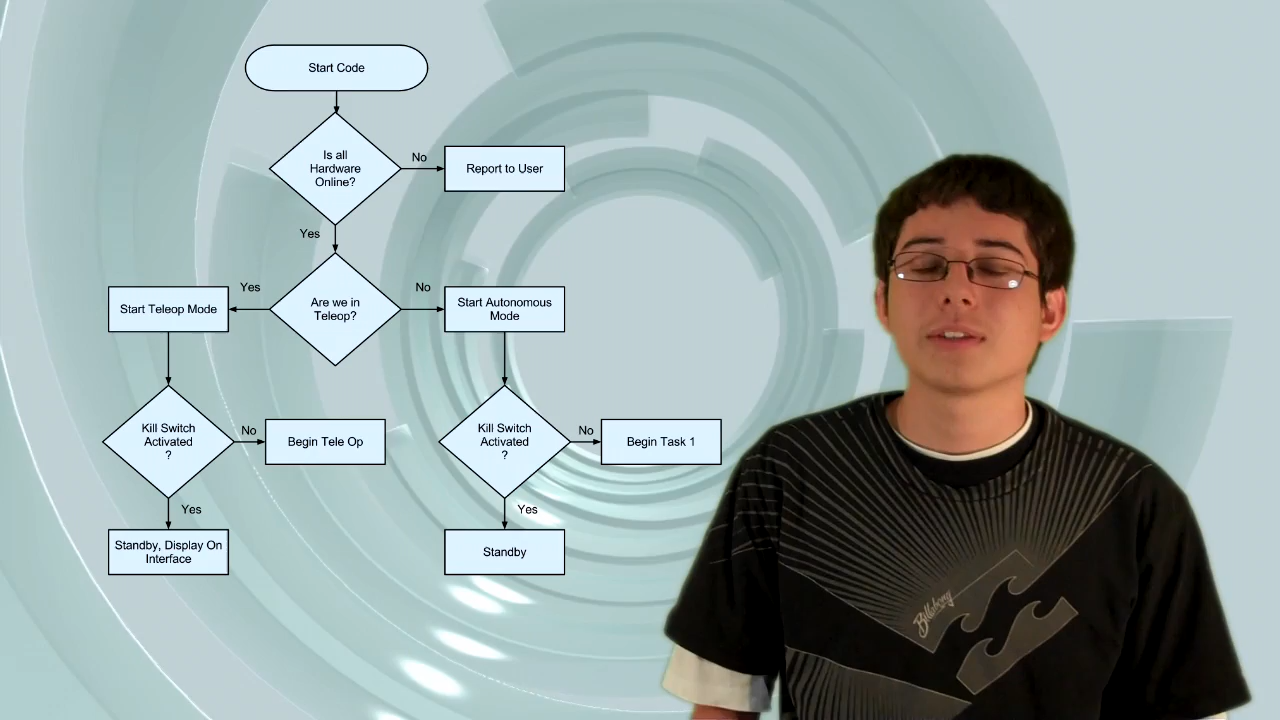 Start Code
Is all
Hardware
Online?
No
Report to User
Yes
Are we in
Teleop?
Yes
Start Teleop Mode
No
Start Autonomous
Mode
Kill Switch
Activated
?
No
Begin Tele Op
Kill Switch
Activated
?
No
Begin Task 1
Yes
Standby, Display On
Interface
Yes
Standby
Billabong